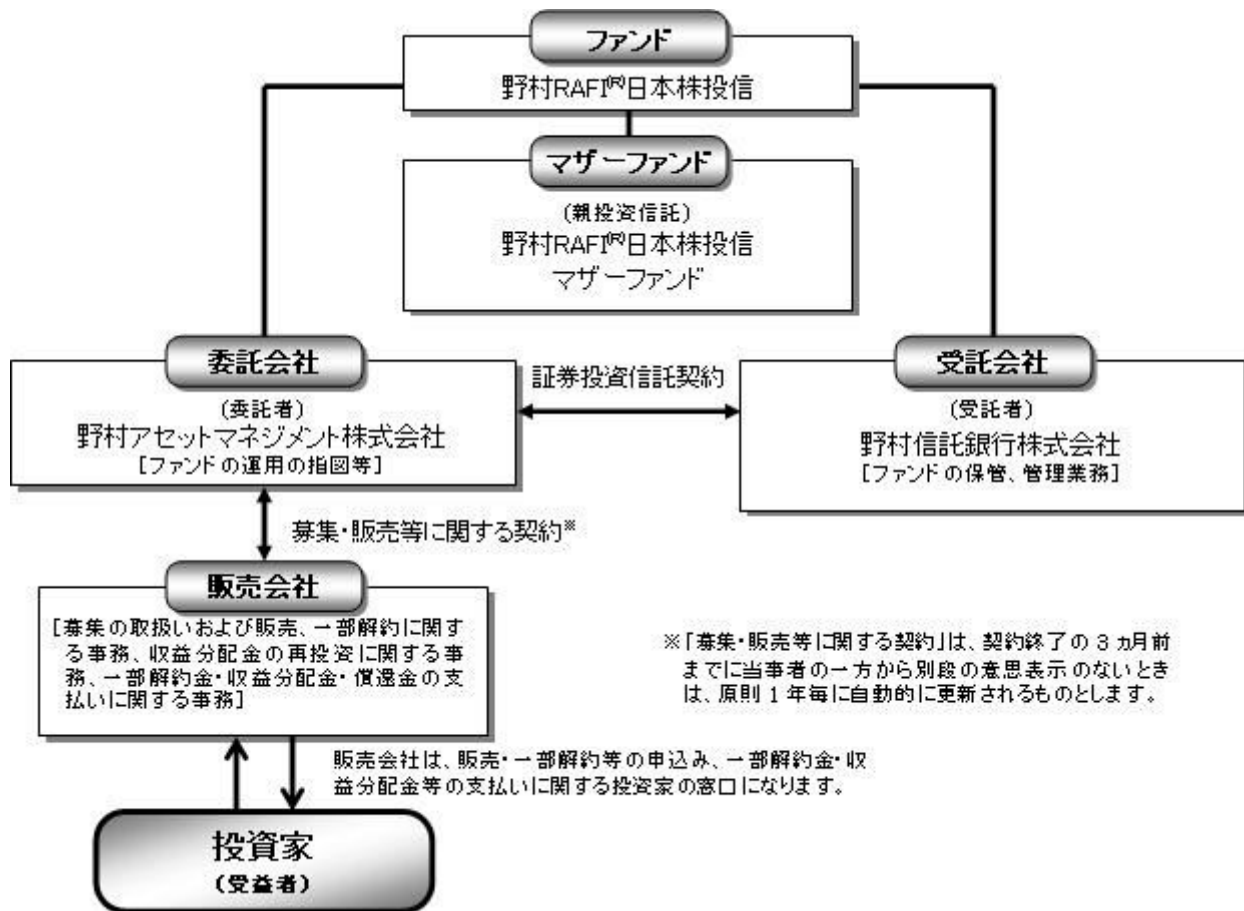 ファンド
野村RAFI(R)日本株投信
マザーファンド
(親投資信託)
野村RAFI(R)日本株投信
マザーファンド
委託会社
(委託者)
野村アセットマネジメント株式会社
[ファンドの運用の指図等]
証券投資信託契約
受託会社
(受託者)
野村信託銀行株式会社
[ファンドの保管、管理業務]
募集・販売等に関する契約※
販売会社
[募集の取扱いおよび販売、一部解約に関す
る事務、収益分配金の再投資に関する事
務、一部解約金・収益分配金・償還金の支
払いに関する事務]
※「募集・販売等に関する契約」は、契約終了の3ヵ月前
までに当事者の一方から別段の意思表示のないとき
は、原則1年毎に自動的に更新されるものとします。
販売会社は、販売・一部解約等の申込み、一部解約金・収
益分配金等の支払いに関する投資家の窓口になります。
投資家
(受益者)